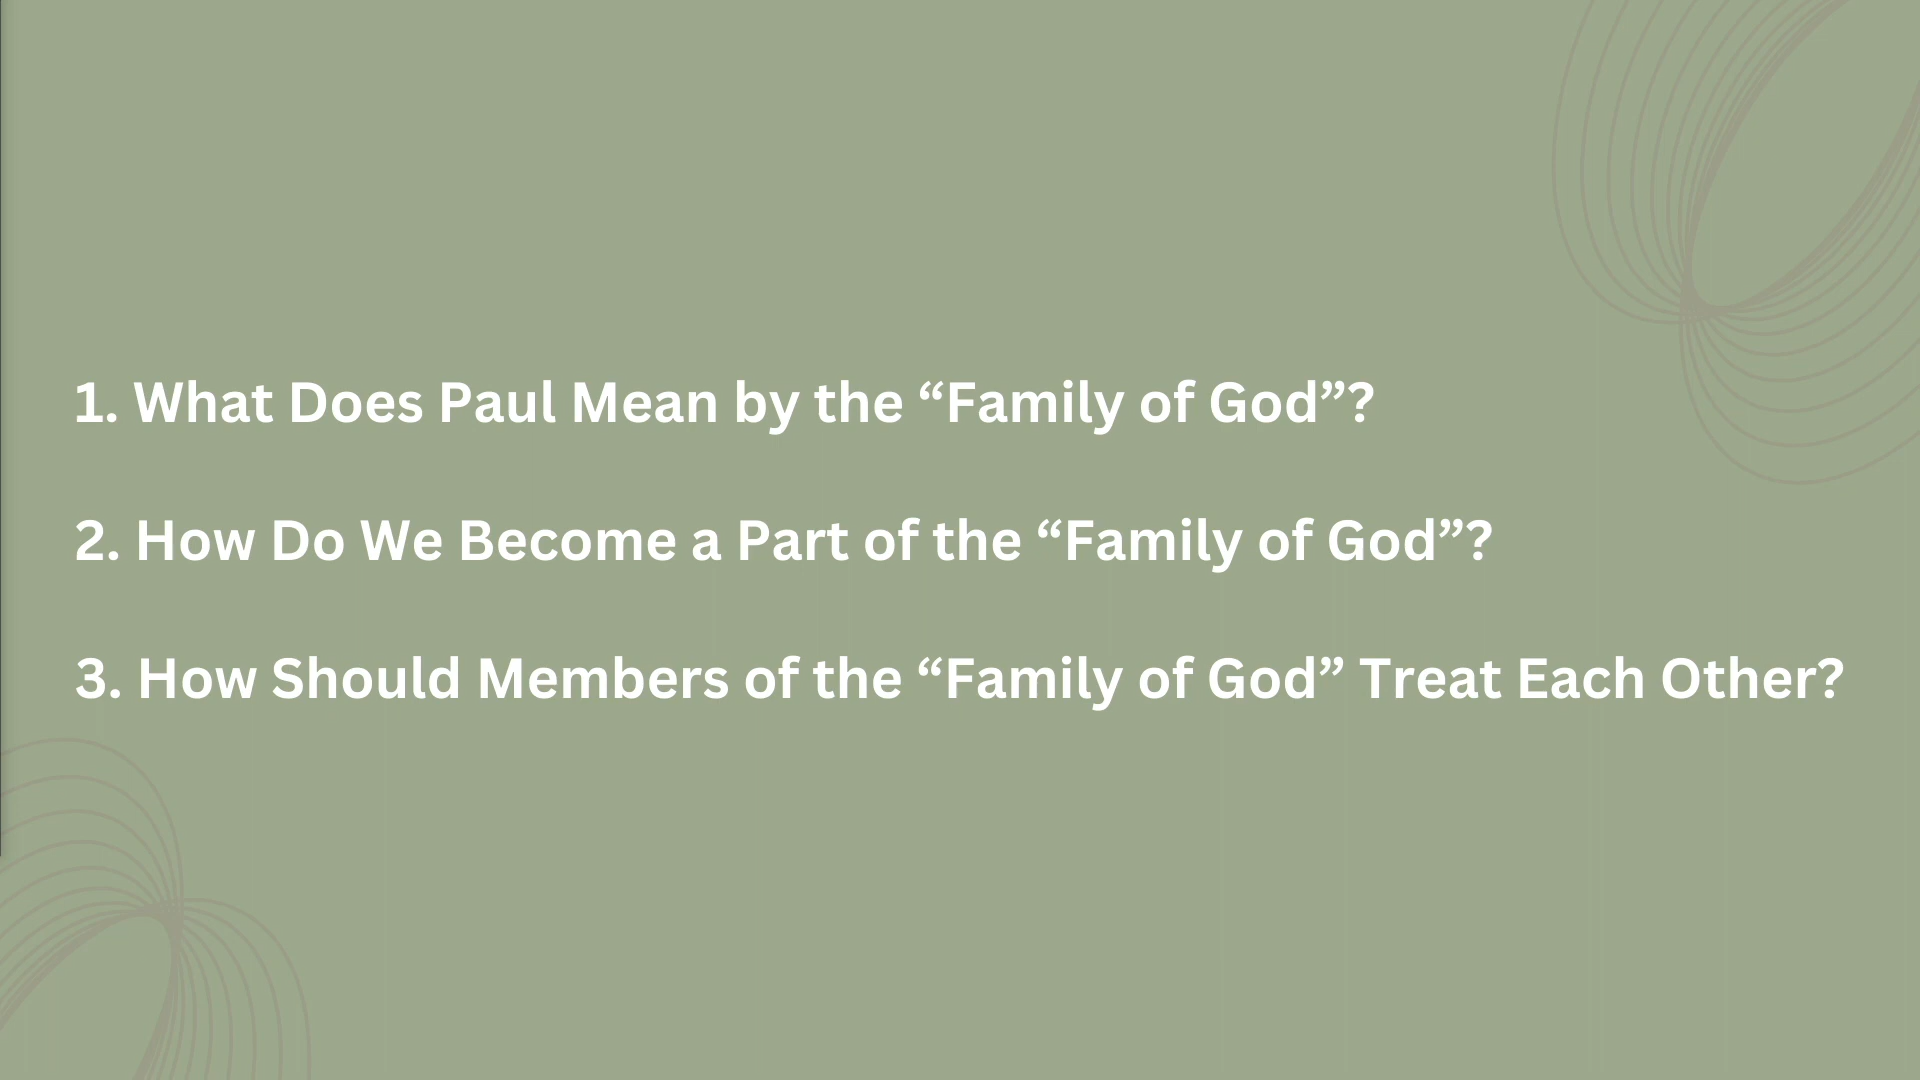 1. What Does Paul Mean by the “Family of God”?
2. How Do We Become a Part of the “Family of God”?
3. How Should Members of the “Family of God” Treat Each Other?